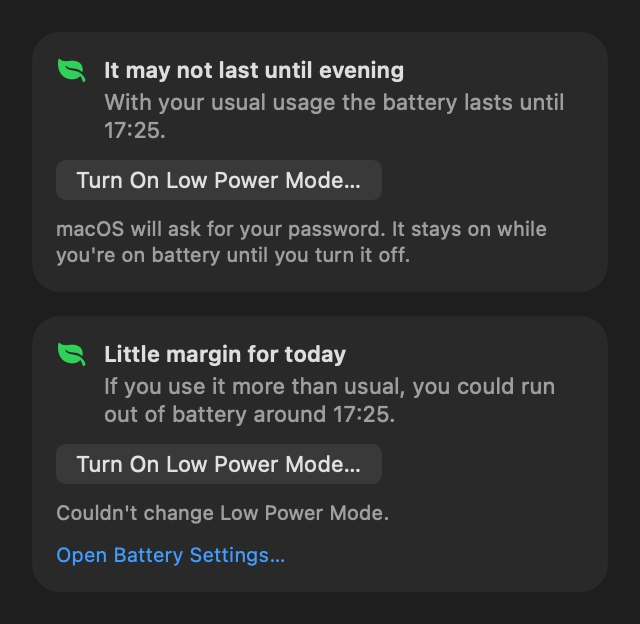 It may not last until evening
With your usual usage the battery lasts until
17:25.
Turn On Low Power Mode...
macOS will ask for your password. It stays on while
you're on battery until you turn it off.
Little margin for today
If you use it more than usual, you could run
out of battery around 17:25.
Turn On Low Power Mode...
Couldn't change Low Power Mode.
Open Battery Settings...